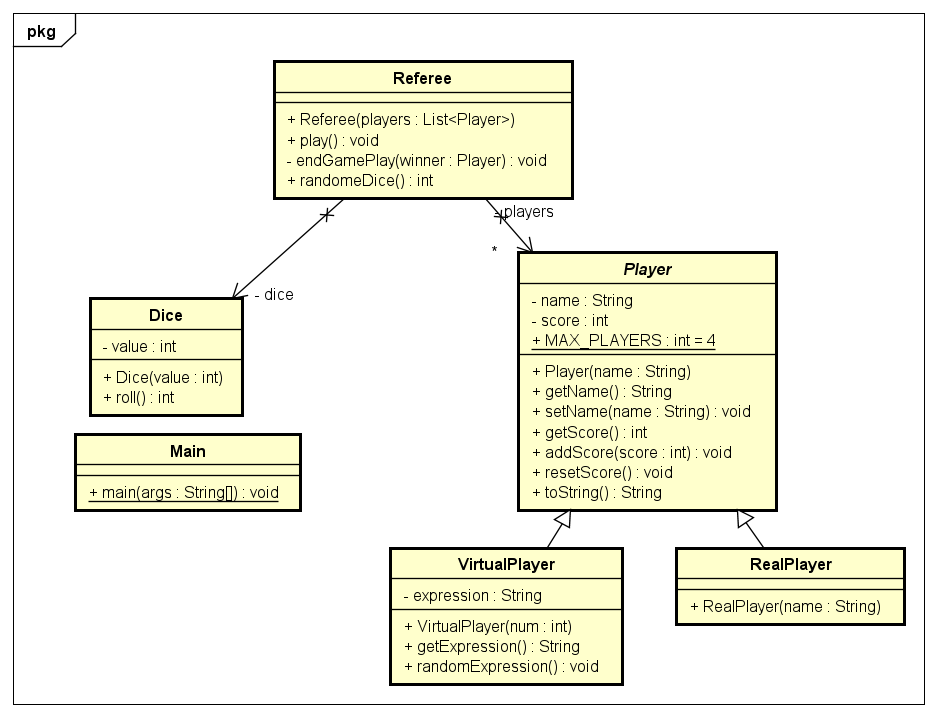 pkg
Referee
+ Referee(players : List<Player>)
+ play() : void
- endGamePlay(winner : Player) : void
+ randomeDice() : int
players
*
- dice
Dice
- value : int
+ Dice(value : int)
+ roll() : int
Main
+ main(args : String[]) : void
Player
- name : String
- score : int
+ MAX_PLAYERS : int = 4
+ Player(name : String)
+ getName() : String
+ setName(name : String) : void
+ getScore() : int
+ addScore(score : int) : void
+ resetScore() : void
+ toString() : String
VirtualPlayer
- expression : String
+ VirtualPlayer(num : int)
+ getExpression() : String
+ randomExpression() : void
RealPlayer
+ RealPlayer(name : String)